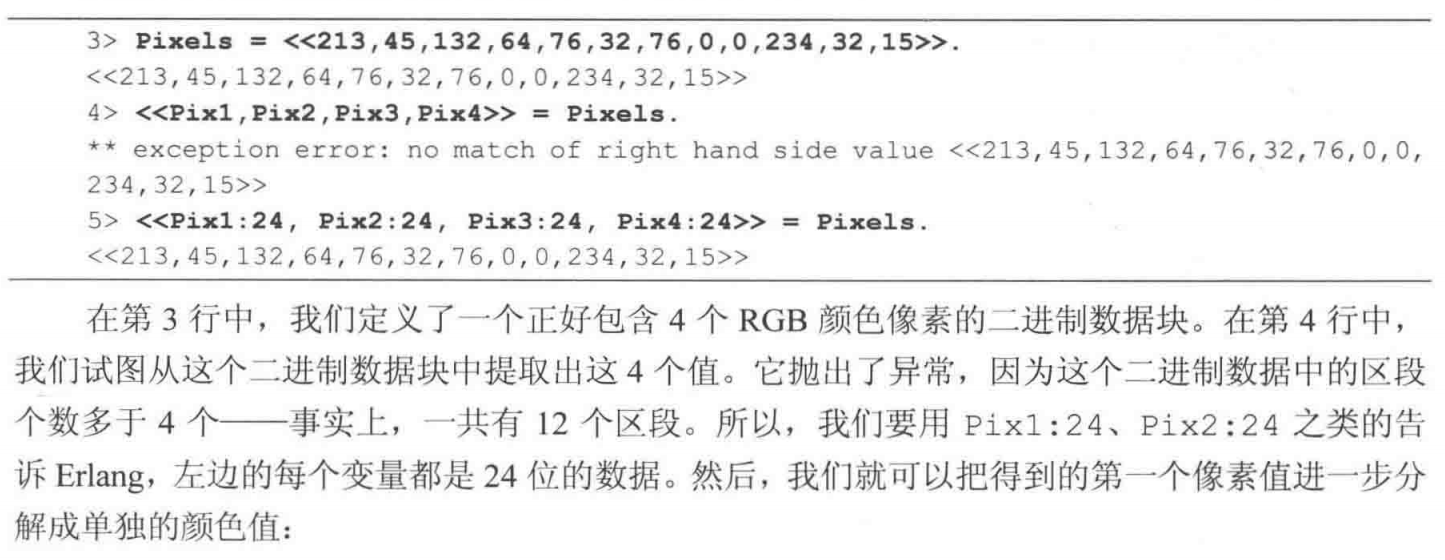 3> Pixels = <<213,45,132,64,76,32,76,0,0,234,32,15>>.
<<213,45,132,64,76,32,76,0,0,234,32,15>>
4> <<Pix1,Pix2,Pix3,Pix4>> = Pixels.
** exception error: no match of right hand side value <<213,45,132,64,76,32,76,0,0,
234,32,15>>
5> <<Pix1:24, Pix2:24, Pix3:24, Pix4:24>> = Pixels.
<<213,45,132,64,76,32,76,0,0,234,32,15>>
在第 3 行中，我们定义了一个正好包含 4 个 RGB 颜色像素的二进制数据块。在第 4 行中，
我们试图从这个二进制数据块中提取出这 4 个值。它抛出了异常，因为这个二进制数据中的区段
个数多于 4 个——事实上，一共有 12 个区段。所以，我们要用 Pix1:24、Pix2:24 之类的告
诉 Erlang，左边的每个变量都是 24 位的数据。然后，我们就可以把得到的第一个像素值进一步分
解成单独的颜色值：